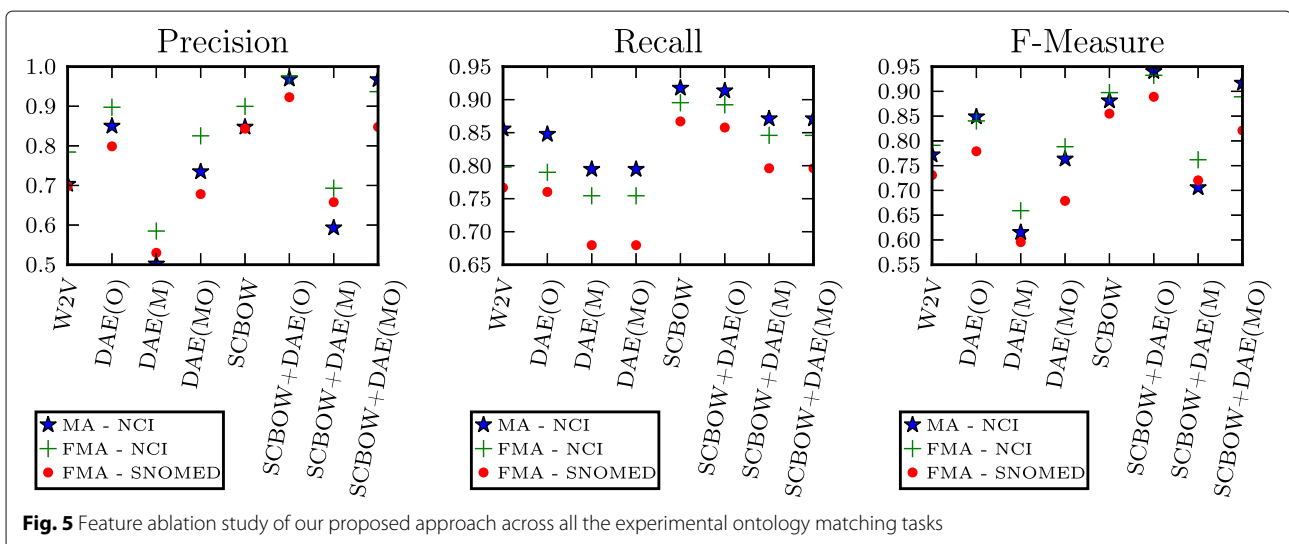 Precision
1.0
0.9
0.8
0.7
0.6
0.5
W2V
DAE(O)
DAE(M)
DAE(MO)
SCBOW
SCBOW+DAE(O)
SCBOW+DAE(M)
SCBOW+DAE(MO)
MA - NCI
FMA - NCI
FMA - SNOMED
Recall
0.95
0.90
0.85
0.80
0.75
0.70
0.65
W2V
DAE(O)
DAE(M)
DAE(MO)
SCBOW
SCBOW+DAE(O)
SCBOW+DAE(M)
SCBOW+DAE(MO)
MA - NCI
FMA - NCI
FMA - SNOMED
F-Measure
0.95
0.90
0.85
0.80
0.75
0.70
0.65
0.60
0.55
W2V
DAE(O)
DAE(M)
DAE(MO)
SCBOW
SCBOW+DAE(O)
SCBOW+DAE(M)
SCBOW+DAE(MO)
MA - NCI
FMA - NCI
FMA - SNOMED
Fig. 5 Feature ablation study of our proposed approach across all the experimental ontology matching tasks